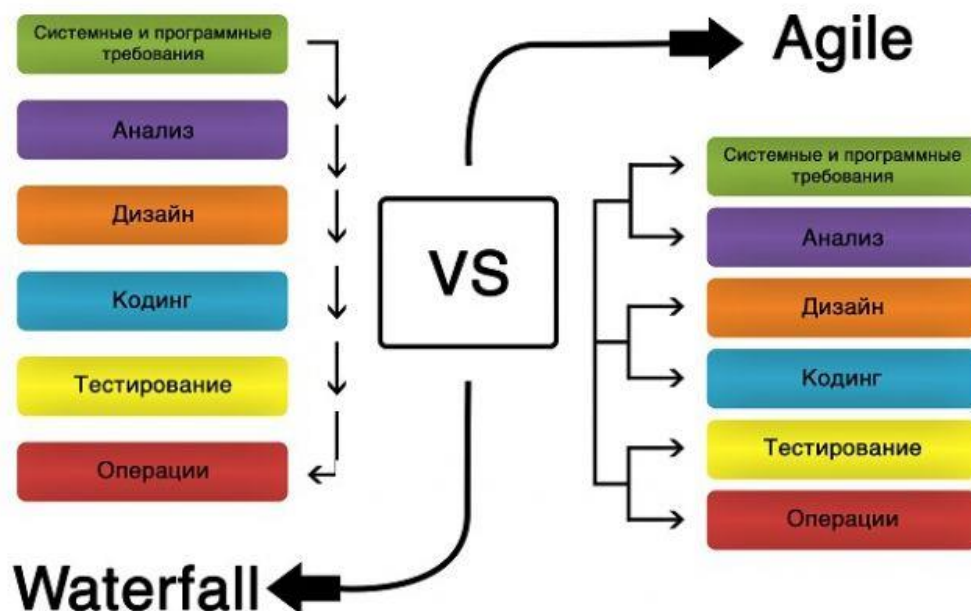 Системные и программные
требования
Анализ
Дизайн
Кодинг
Тестирование
Операции
Waterfall
VS
Agile
Системные и программные
требования
Анализ
Дизайн
Кодинг
Тестирование
Операции